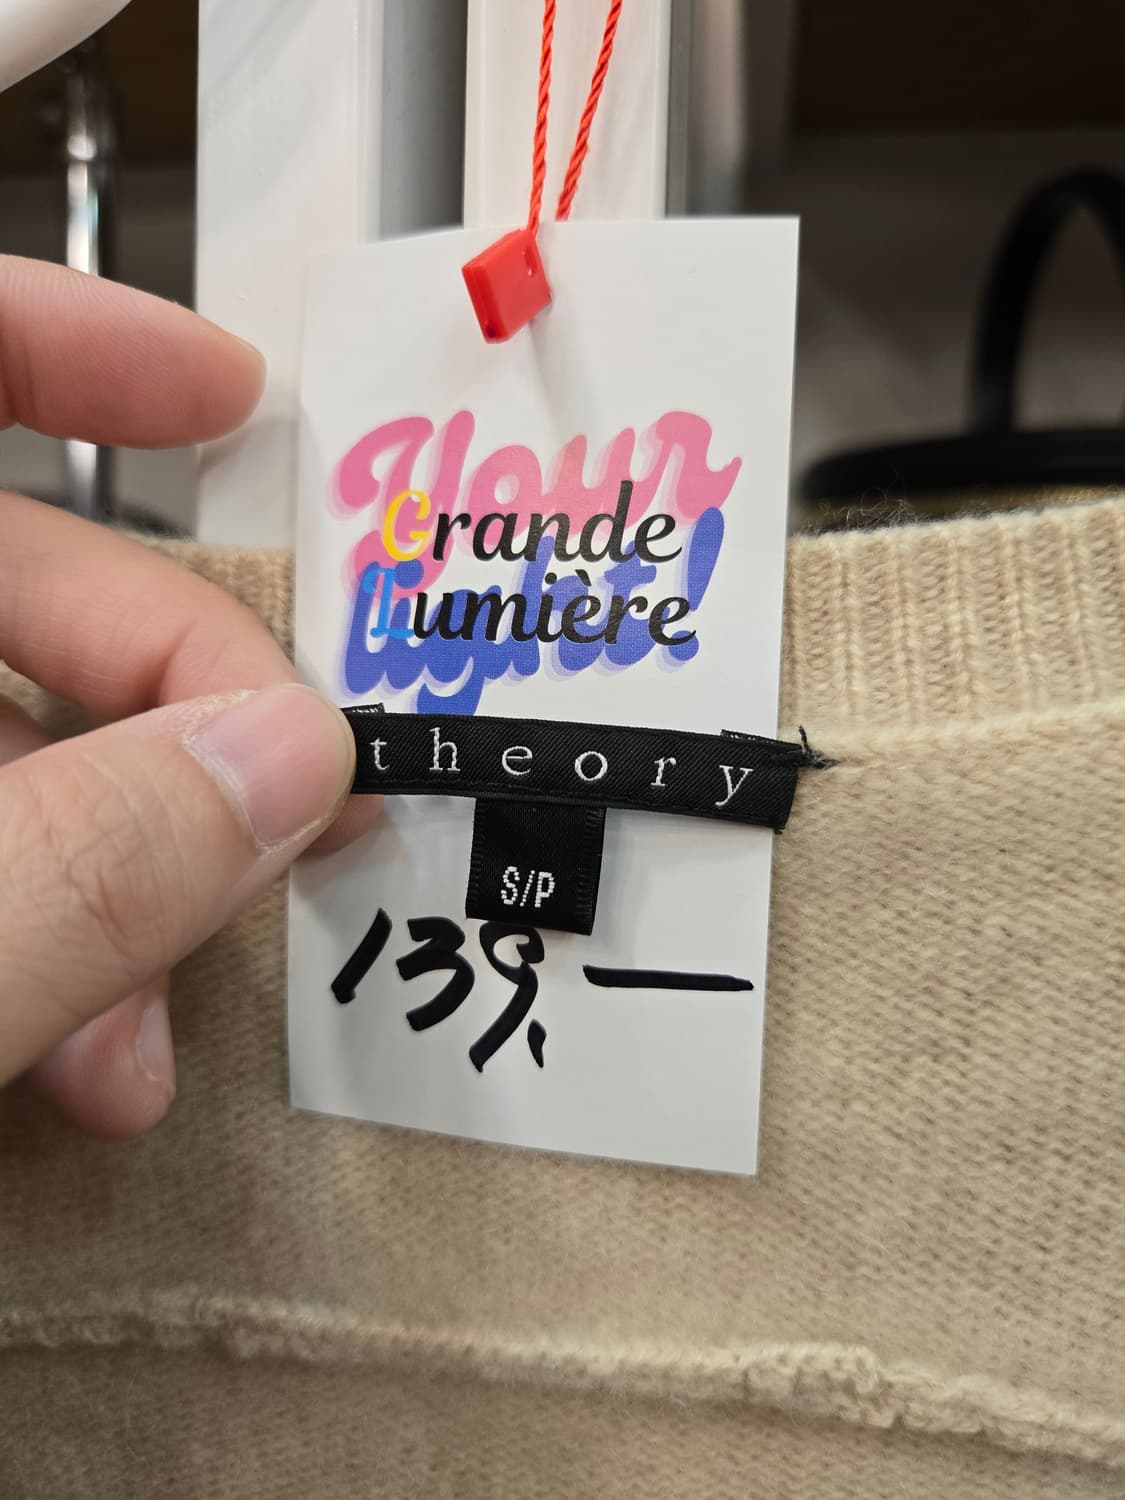 Your
Grande
light!
Lumière
theory
S/P
139.—